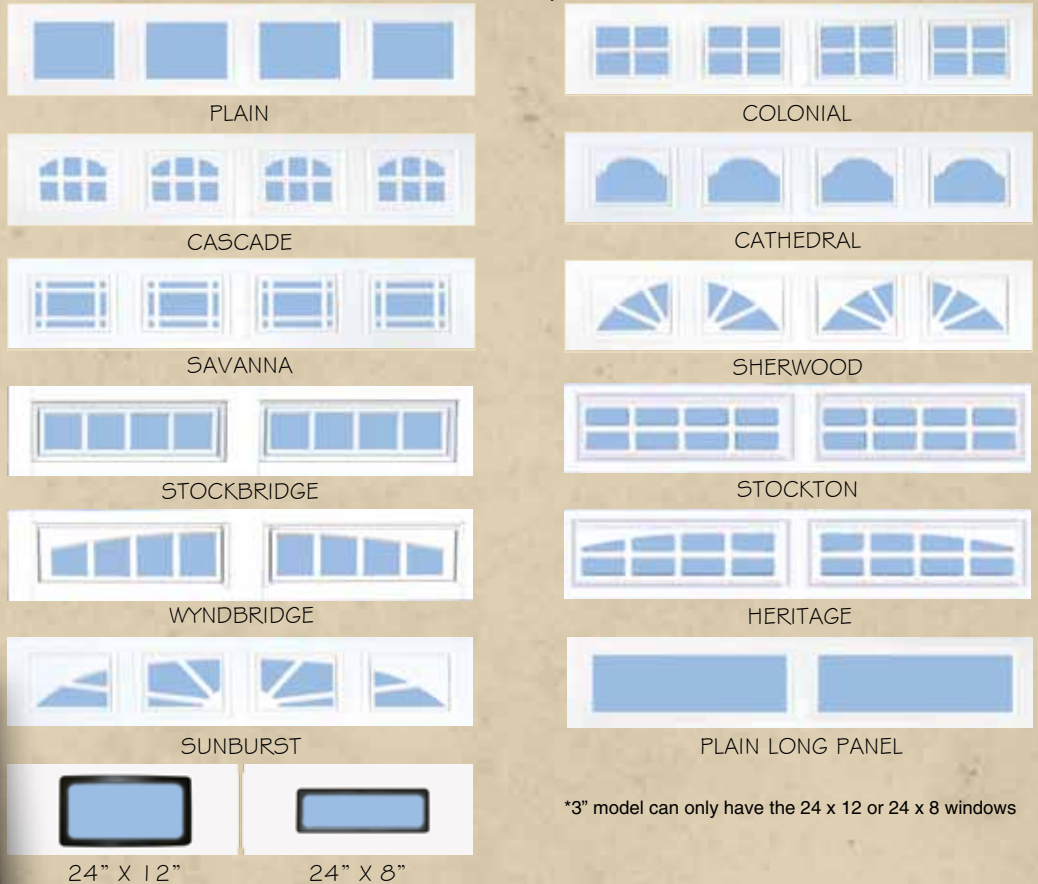 PLAIN
COLONIAL
CASCADE
CATHEDRAL
SAVANNA
SHERWOOD
STOCKBRIDGE
STOCKTON
WYNDBRIDGE
HERITAGE
SUNBURST
PLAIN LONG PANEL
*3” model can only have the 24 x 12 or 24 x 8 windows
24” X 12”
24” X 8”